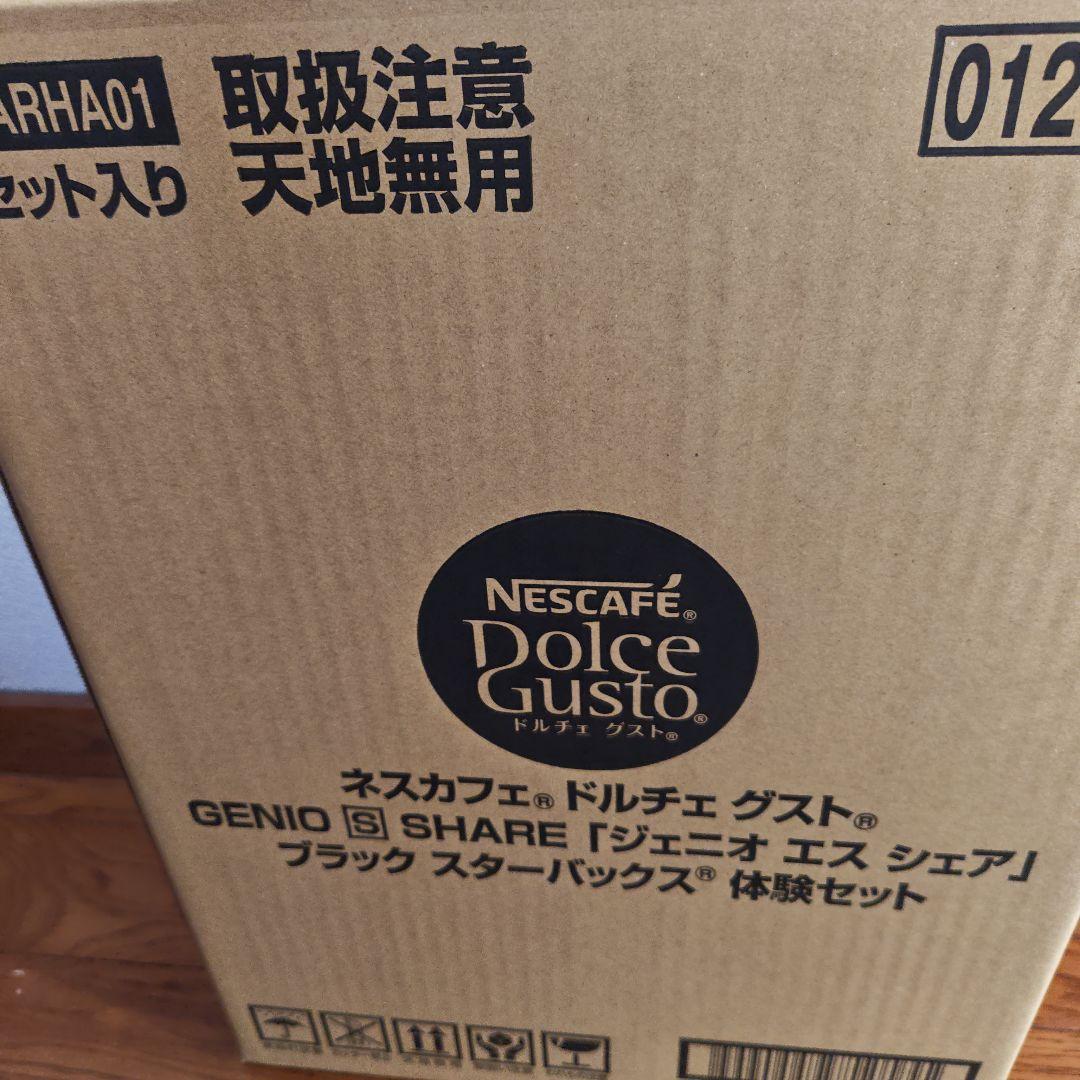 ARHA01
セット入り
取扱注意
天地無用
012
NESCAFÉ®
Dolce
Gusto®
ドルチェ グスト®
ネスカフェ® ドルチェ グスト®
GENIO S SHARE 「ジェニオ エス シェア」
ブラック スターバックス® 体験セット